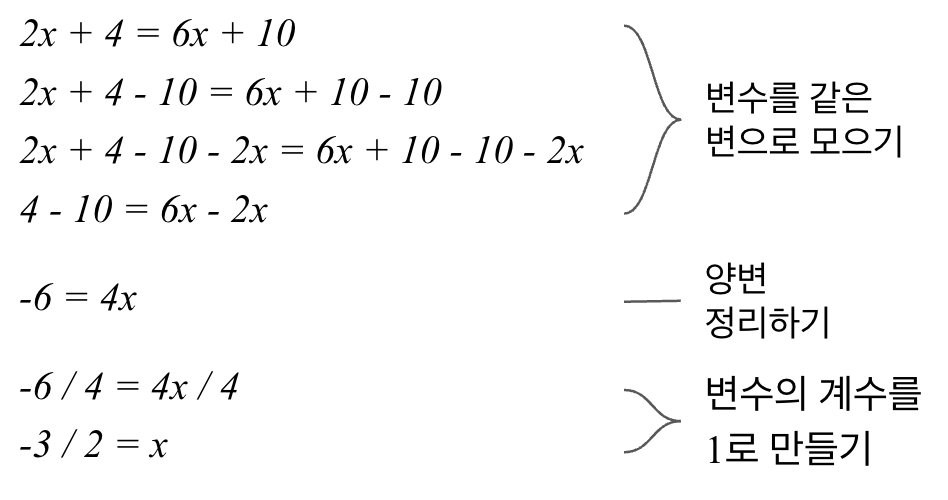 2x + 4 = 6x + 10
2x + 4 - 10 = 6x + 10 - 10
2x + 4 - 10 - 2x = 6x + 10 - 10 - 2x
4 - 10 = 6x - 2x
변수를 같은
변으로 모으기
-6 = 4x
양변
정리하기
-6 / 4 = 4x / 4
-3 / 2 = x
변수의 계수를
1로 만들기